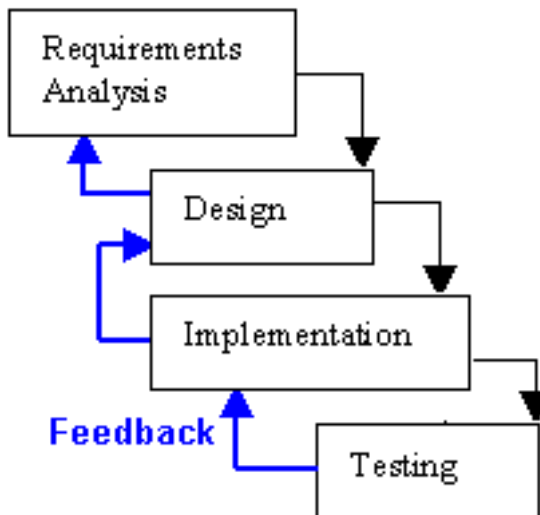 Requirements
Analysis
Design
Implementation
Feedback
Testing